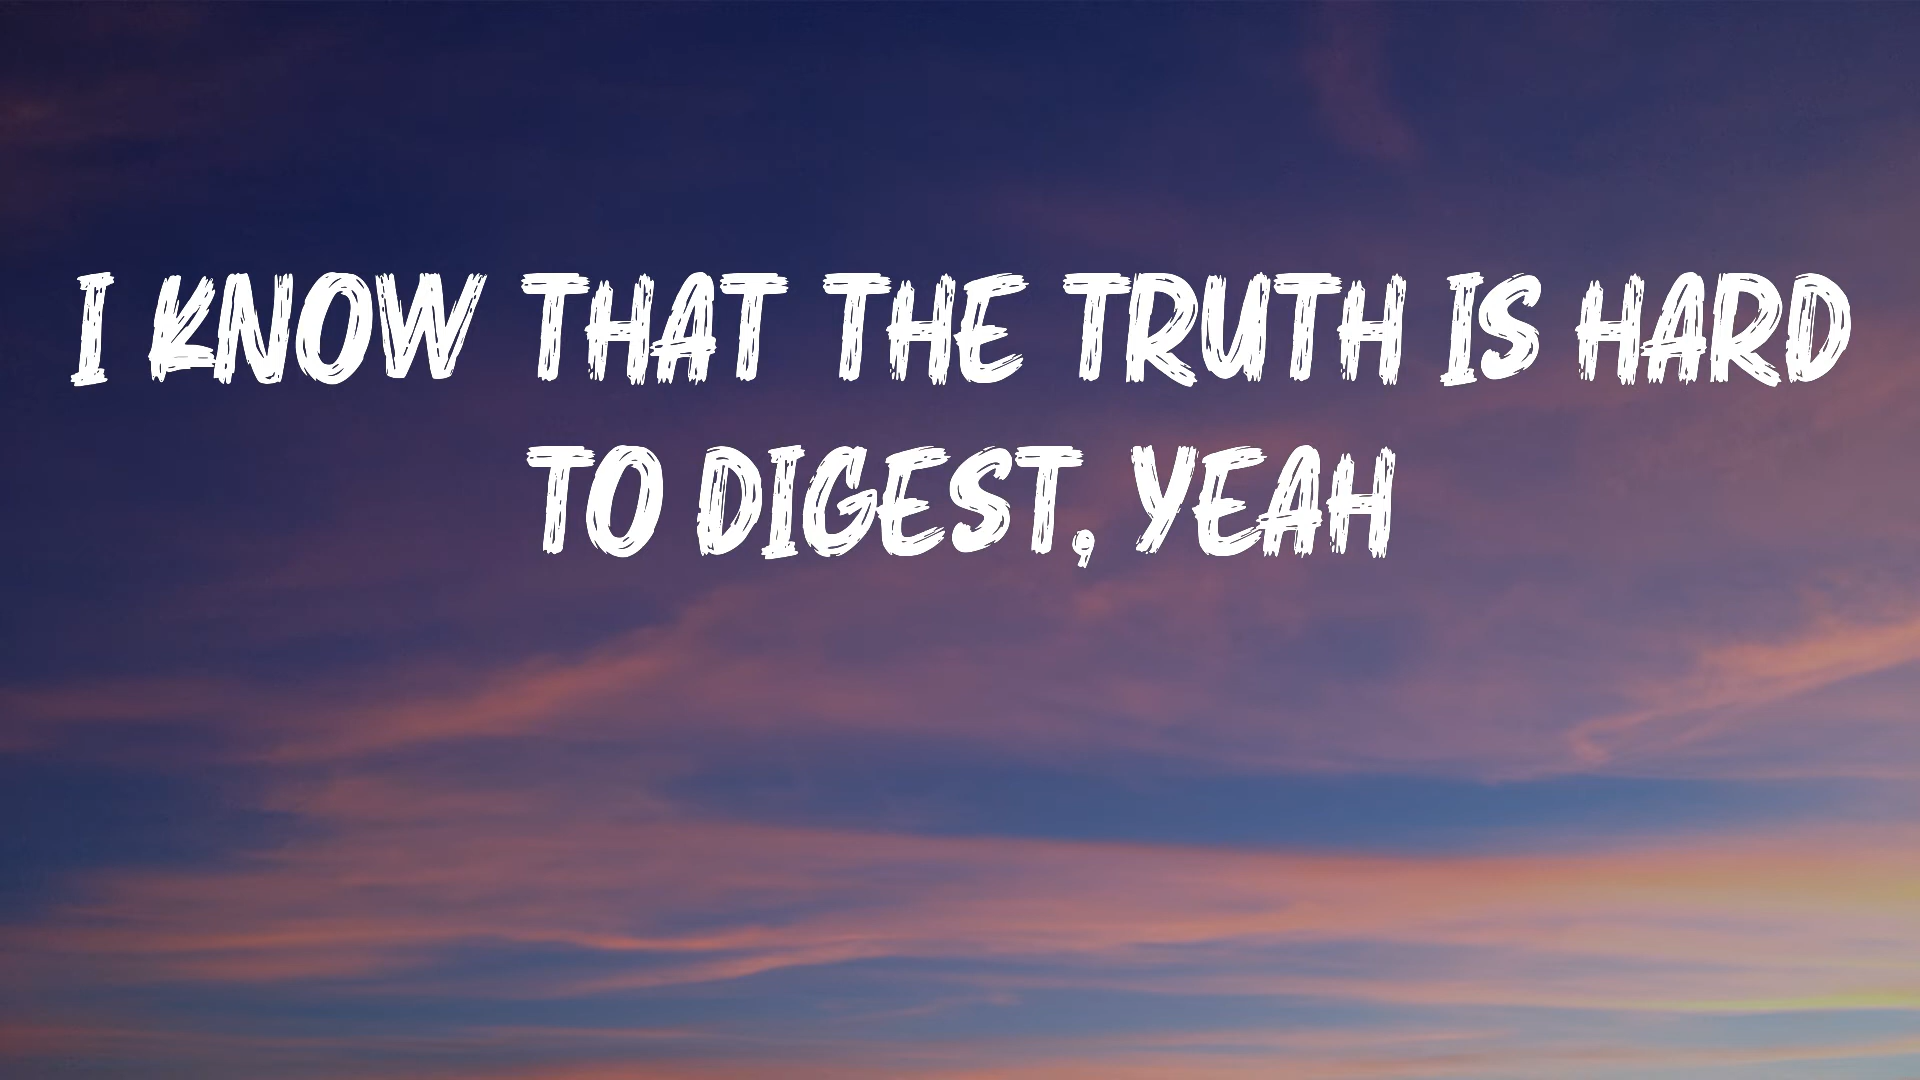 I KNOW THAT THE TRUTH IS HARD
TO DIGEST, YEAH